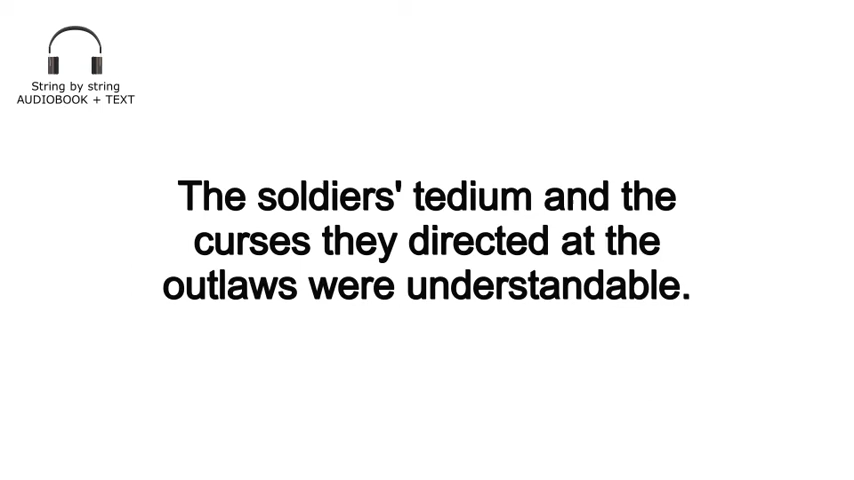 String by string
AUDIOBOOK + TEXT
The soldiers' tedium and the
curses they directed at the
outlaws were understandable.